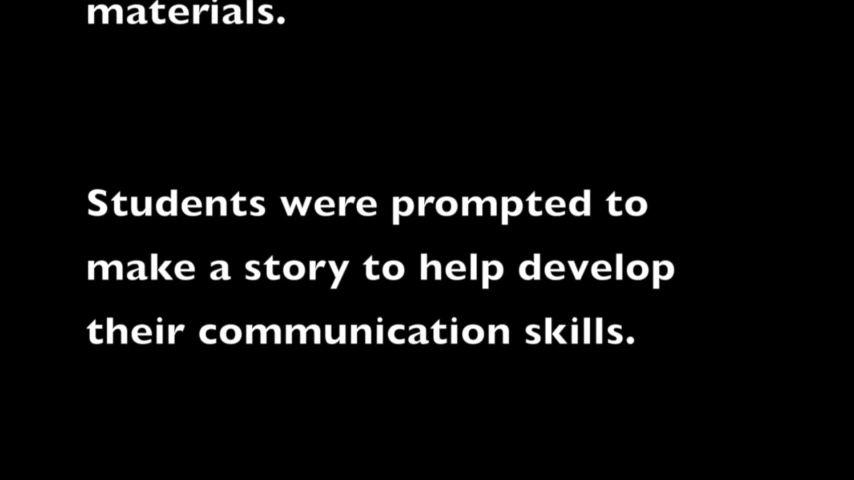 materials.
Students were prompted to
make a story to help develop
their communication skills.